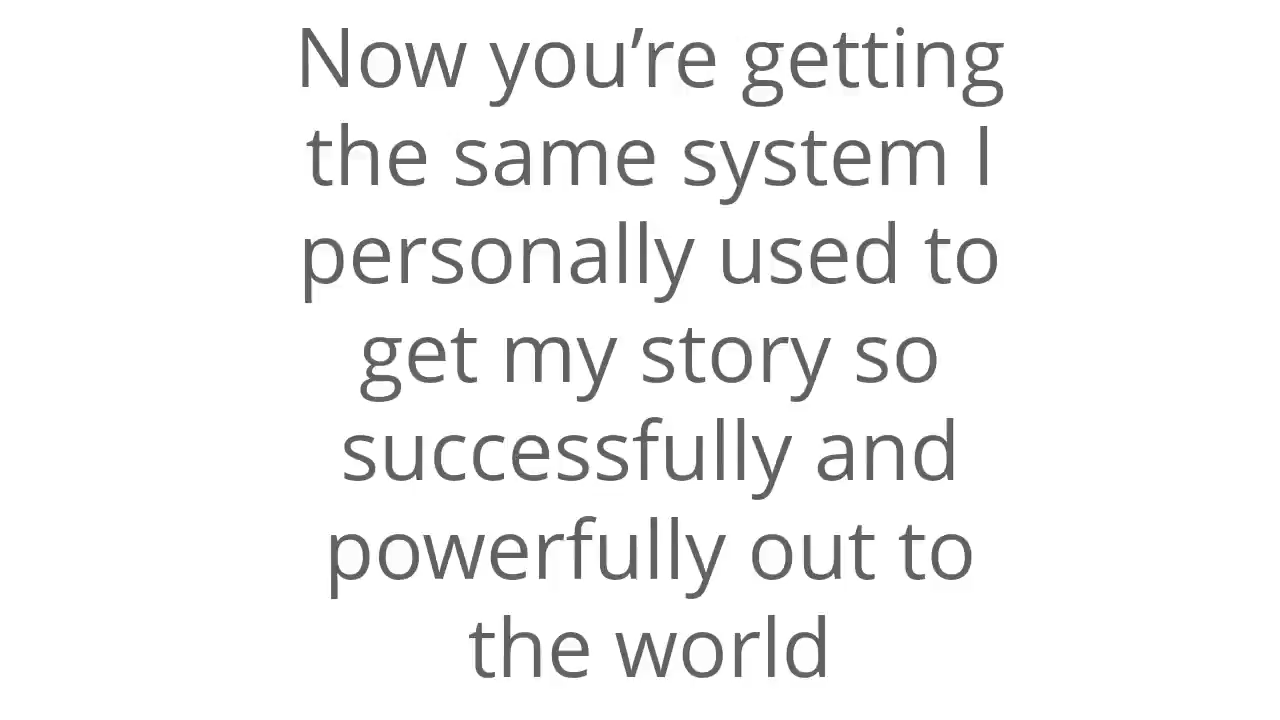 Now you’re getting
the same system I
personally used to
get my story so
successfully and
powerfully out to
the world